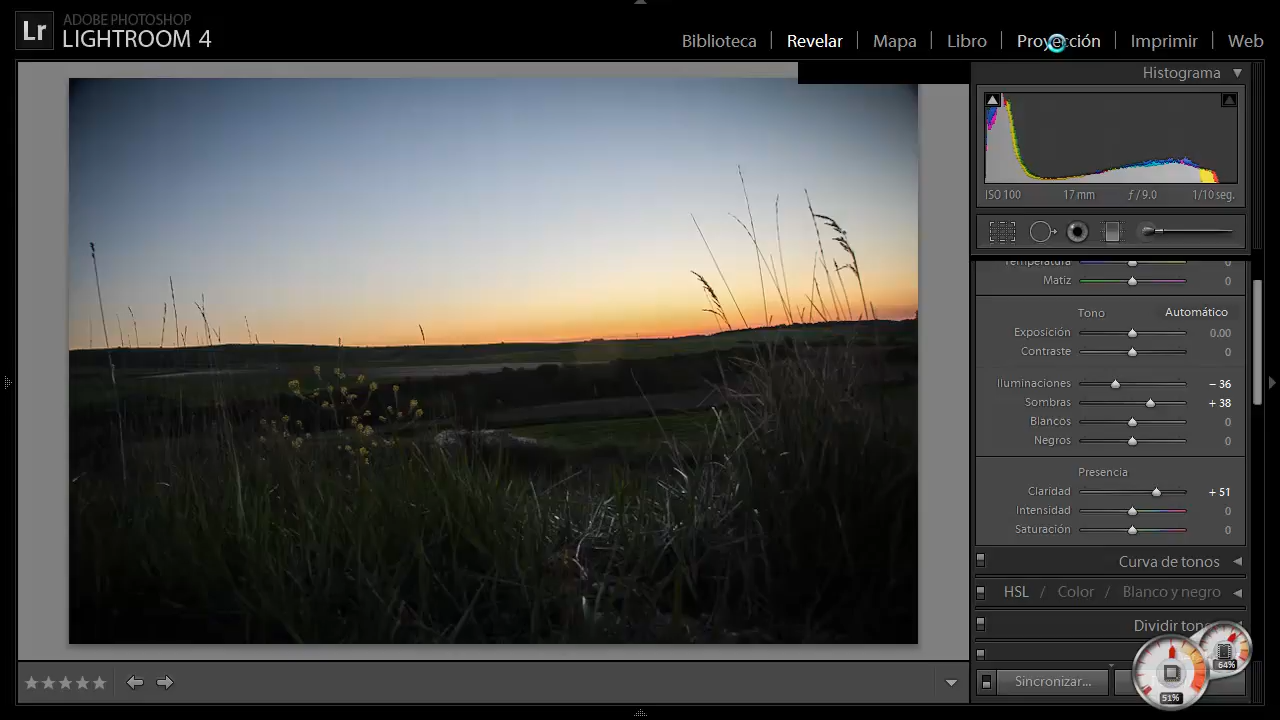 Lr
ADOBE PHOTOSHOP
LIGHTROOM 4
Biblioteca | Revelar | Mapa | Libro | Proyección | Imprimir | Web
Histograma
ISO 100 17 mm ƒ / 9.0 1/10 seg.
Temperatura 0
Matiz 0
Tono Automático
Exposición 0.00
Contraste 0
Iluminaciones – 36
Sombras + 38
Blancos 0
Negros 0
Presencia
Claridad + 51
Intensidad 0
Saturación 0
Curva de tonos
HSL / Color / Blanco y negro
Dividir
Sincronizar...
64%
51%